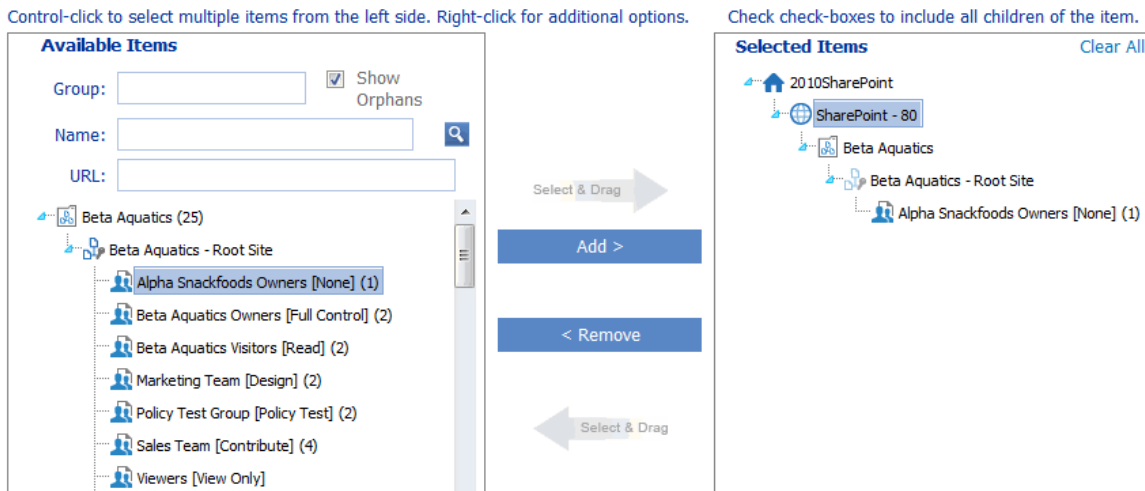 Control-click to select multiple items from the left side. Right-click for additional options.
Check check-boxes to include all children of the item.
Available Items
Group:
Show
Orphans
Name:
URL:
Beta Aquatics (25)
Beta Aquatics - Root Site
Alpha Snackfoods Owners [None] (1)
Beta Aquatics Owners [Full Control] (2)
Beta Aquatics Visitors [Read] (2)
Marketing Team [Design] (2)
Policy Test Group [Policy Test] (2)
Sales Team [Contribute] (4)
Viewers [View Only]
Select & Drag
Add >
< Remove
Select & Drag
Selected Items
Clear All
2010SharePoint
SharePoint - 80
Beta Aquatics
Beta Aquatics - Root Site
Alpha Snackfoods Owners [None] (1)